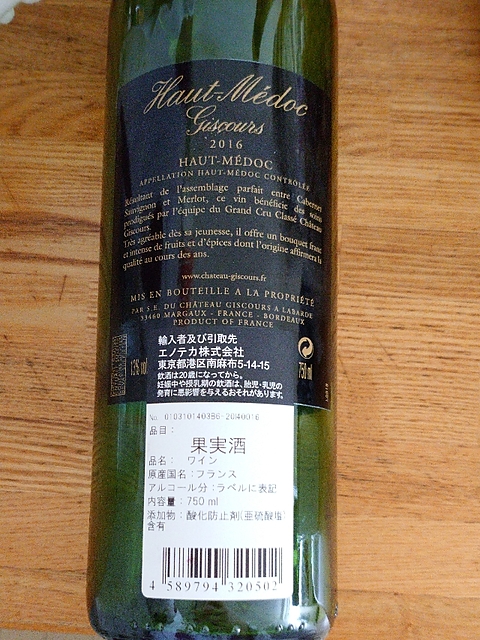 Haut-Médoc
Giscours
2016
HAUT-MÉDOC
APPELLATION HAUT-MÉDOC CONTRÔLÉE
Résultant de l'assemblage parfait entre Cabernet
Sauvignon et Merlot, ce vin bénéficie des soins
prodigués par l'équipe du Grand Cru Classé Château
Giscours.
Très agréable dès sa jeunesse, il offre un bouquet franc
et intense de fruits et d'épices dont l'origine affirmera la
qualité au cours des ans.
www.chateau-giscours.fr
MIS EN BOUTEILLE A LA PROPRIÉTÉ
PAR S.E. DU CHÂTEAU GISCOURS A LABARDE
33460 MARGAUX - FRANCE - BORDEAUX
PRODUCT OF FRANCE
13% vol
750 ml
輸入者及び引取先
エノテカ株式会社
東京都港区南麻布5-14-15
飲酒は20歳になってから。
妊娠中や授乳期の飲酒は、胎児・乳児の
発育に悪影響を与えるおそれがあります。
No. 0103101403B6-2040016
品目:
果実酒
品名: ワイン
原産国名:フランス
アルコール分:ラベルに表記
内容量:750 ml
添加物:酸化防止剤(亜硫酸塩)
含有
4 589794 320502